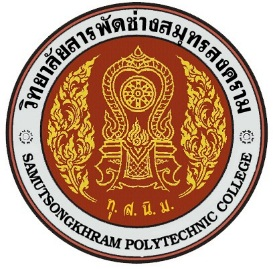 วิทยาลัยสารพัดช่างสมุทรสงคราม
กุ ส.นิ ม.
SAMUTSONGKHRAM POLYTECHNIC COLLEGE